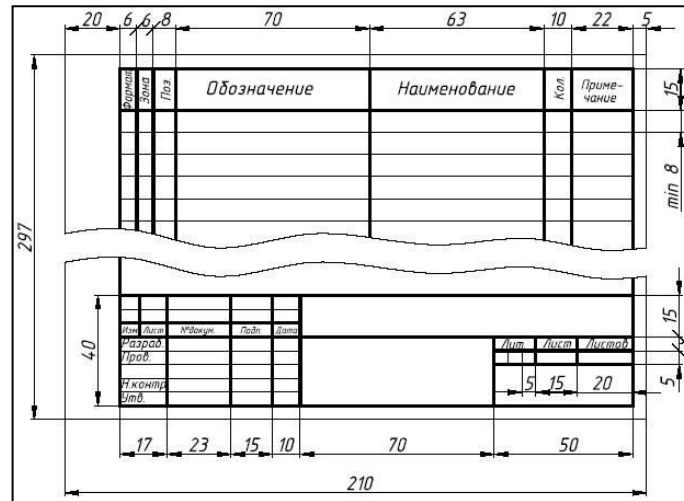 20 6 6 8 70 63 10 22 5
Формат Зона Поз. Обозначение Наименование Кол. Приме-
чание
15
min 8
297
15
40
Изм Лист №докум. Подп. Дата
Разраб.
Пров.
Н.контр
Утв.
Лит. Лист Листов
5 15 20
5
17 23 15 10 70 50
210